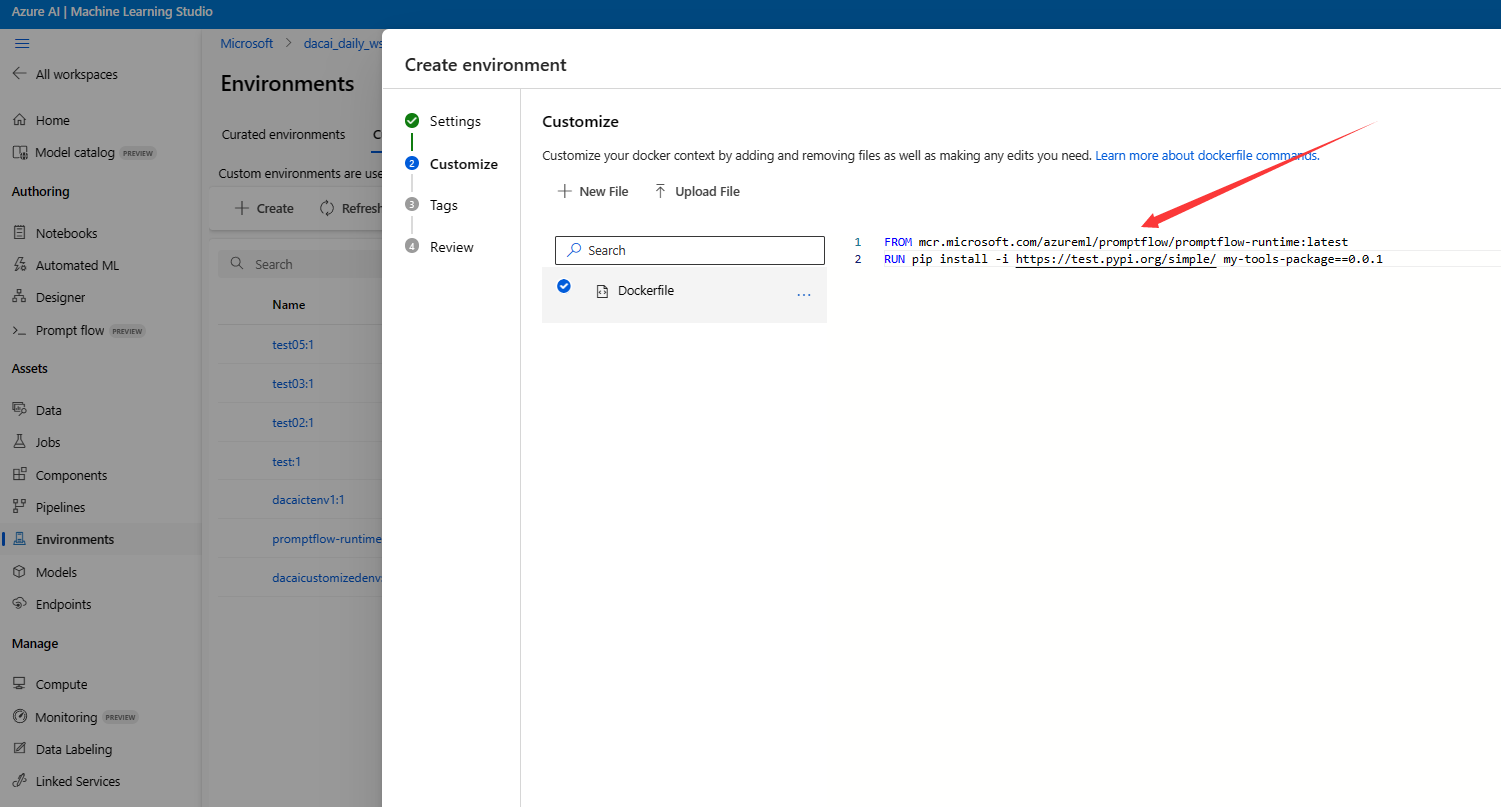 Azure AI | Machine Learning Studio
All workspaces
Home
Model catalog PREVIEW
Authoring
Notebooks
Automated ML
Designer
Prompt flow PREVIEW
Assets
Data
Jobs
Components
Pipelines
Environments
Models
Endpoints
Manage
Compute
Monitoring PREVIEW
Data Labeling
Linked Services
Microsoft > dacai_daily_ws
Environments
Curated environments C
Custom environments are use
Create Refresh
Search
Name
test05:1
test03:1
test02:1
test:1
dacaictenv1:1
promptflow-runtime
dacaicustomizedenv:
Create environment
Settings
2 Customize
3 Tags
4 Review
Customize
Customize your docker context by adding and removing files as well as making any edits you need. Learn more about dockerfile commands.
New File Upload File
Search
Dockerfile ...
1 FROM mcr.microsoft.com/azureml/promptflow/promptflow-runtime:latest
2 RUN pip install -i https://test.pypi.org/simple/ my-tools-package==0.0.1